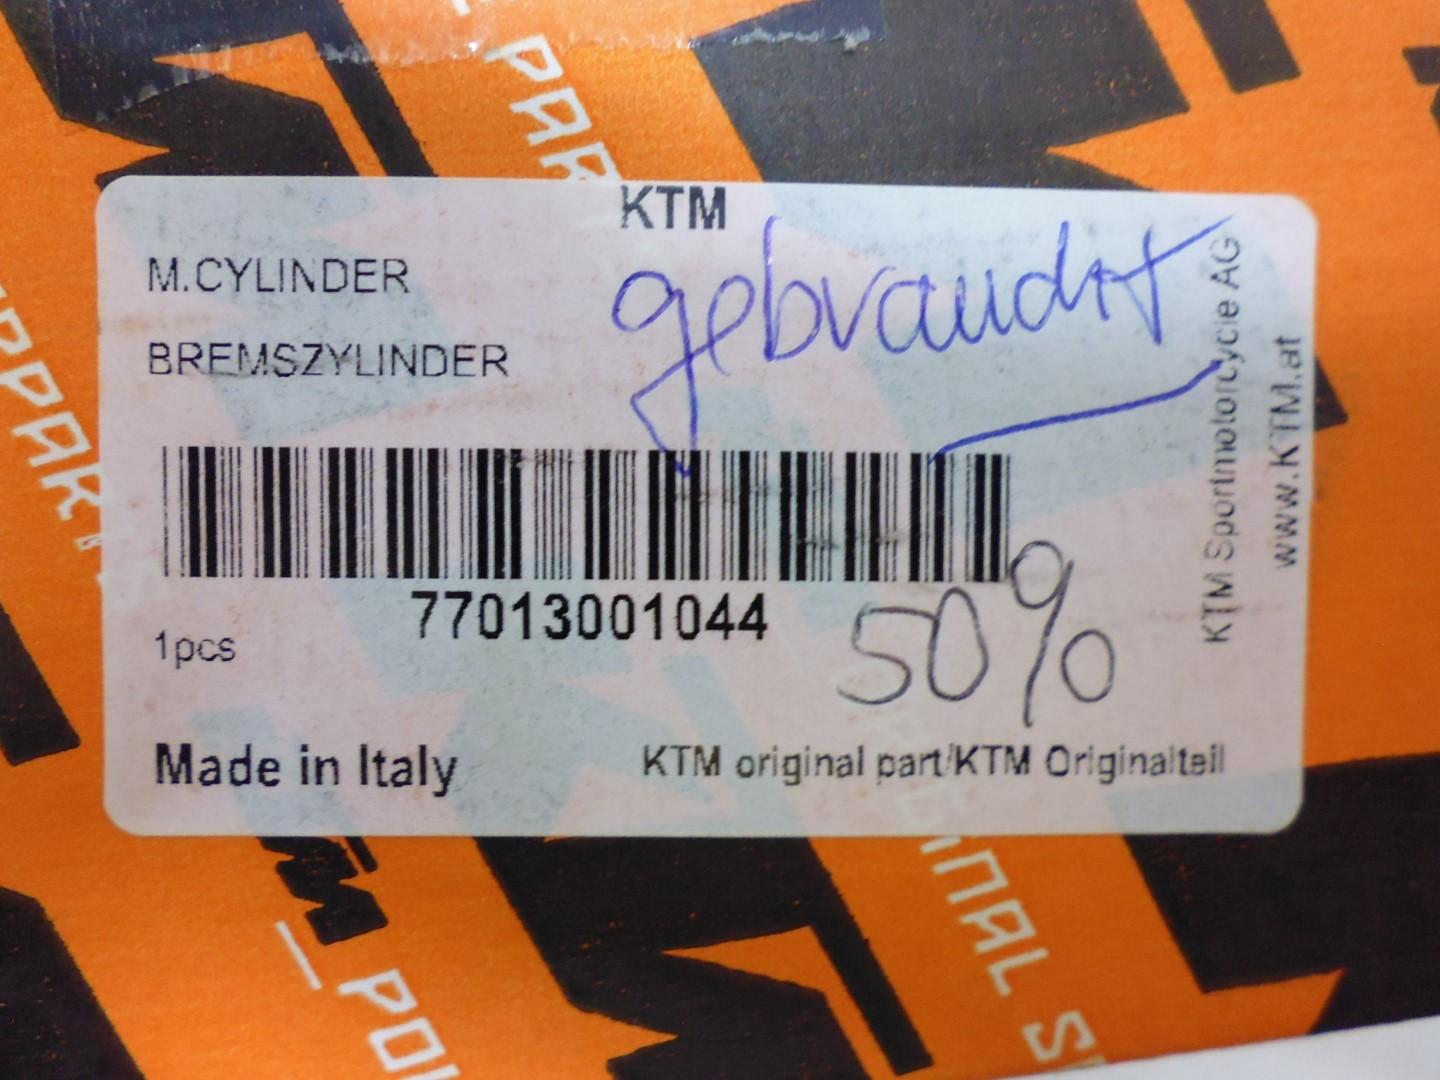 PAR
KTM
M.CYLINDER
gebraucht
BREMSZYLINDER
77013001044
1pcs
50%
Made in Italy
KTM original part/KTM Originalteil
KTM Sportmotorcycle AG
www.KTM.at